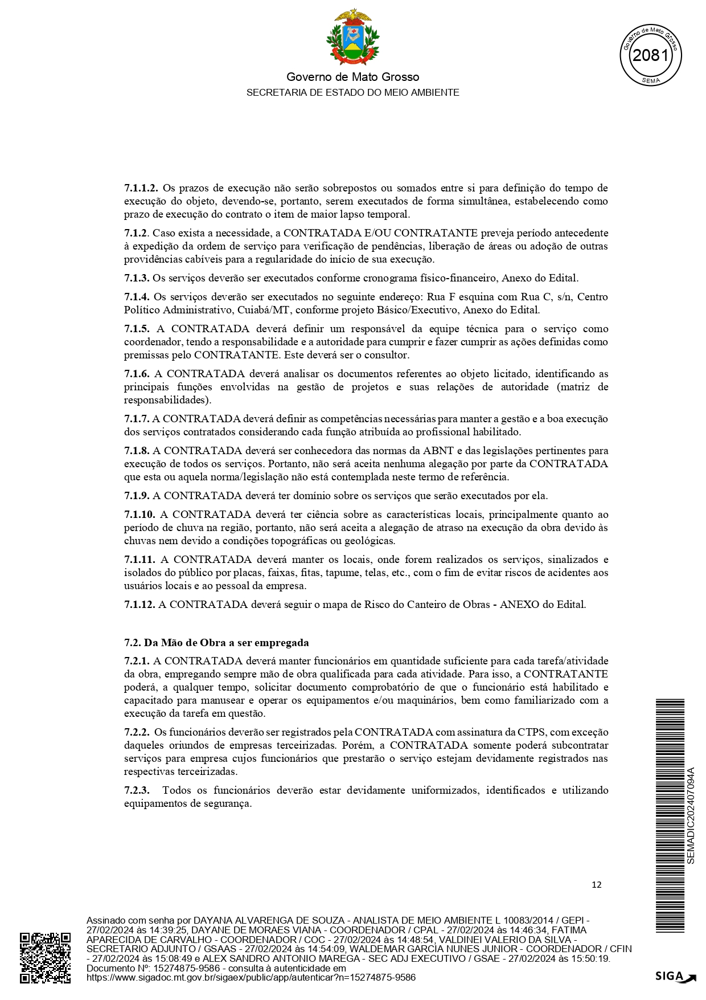 Governo de Mato Grosso
SECRETARIA DE ESTADO DO MEIO AMBIENTE
Governo de Mato Grosso
2081
SEMA
7.1.1.2. Os prazos de execução não serão sobrepostos ou somados entre si para definição do tempo de
execução do objeto, devendo-se, portanto, serem executados de forma simultânea, estabelecendo como
prazo de execução do contrato o item de maior lapso temporal.
7.1.2. Caso exista a necessidade, a CONTRATADA E/OU CONTRATANTE preveja período antecedente
à expedição da ordem de serviço para verificação de pendências, liberação de áreas ou adoção de outras
providências cabíveis para a regularidade do início de sua execução.
7.1.3. Os serviços deverão ser executados conforme cronograma físico-financeiro, Anexo do Edital.
7.1.4. Os serviços deverão ser executados no seguinte endereço: Rua F esquina com Rua C, s/n, Centro
Político Administrativo, Cuiabá/MT, conforme projeto Básico/Executivo, Anexo do Edital.
7.1.5. A CONTRATADA deverá definir um responsável da equipe técnica para o serviço como
coordenador, tendo a responsabilidade e a autoridade para cumprir e fazer cumprir as ações definidas como
premissas pelo CONTRATANTE. Este deverá ser o consultor.
7.1.6. A CONTRATADA deverá analisar os documentos referentes ao objeto licitado, identificando as
principais funções envolvidas na gestão de projetos e suas relações de autoridade (matriz de
responsabilidades).
7.1.7. A CONTRATADA deverá definir as competências necessárias para manter a gestão e a boa execução
dos serviços contratados considerando cada função atribuída ao profissional habilitado.
7.1.8. A CONTRATADA deverá ser conhecedora das normas da ABNT e das legislações pertinentes para
execução de todos os serviços. Portanto, não será aceita nenhuma alegação por parte da CONTRATADA
que esta ou aquela norma/legislação não está contemplada neste termo de referência.
7.1.9. A CONTRATADA deverá ter domínio sobre os serviços que serão executados por ela.
7.1.10. A CONTRATADA deverá ter ciência sobre as características locais, principalmente quanto ao
período de chuva na região, portanto, não será aceita a alegação de atraso na execução da obra devido às
chuvas nem devido a condições topográficas ou geológicas.
7.1.11. A CONTRATADA deverá manter os locais, onde forem realizados os serviços, sinalizados e
isolados do público por placas, faixas, fitas, tapume, telas, etc., com o fim de evitar riscos de acidentes aos
usuários locais e ao pessoal da empresa.
7.1.12. A CONTRATADA deverá seguir o mapa de Risco do Canteiro de Obras - ANEXO do Edital.
7.2. Da Mão de Obra a ser empregada
7.2.1. A CONTRATADA deverá manter funcionários em quantidade suficiente para cada tarefa/atividade
da obra, empregando sempre mão de obra qualificada para cada atividade. Para isso, a CONTRATANTE
poderá, a qualquer tempo, solicitar documento comprobatório de que o funcionário está habilitado e
capacitado para manusear e operar os equipamentos e/ou maquinários, bem como familiarizado com a
execução da tarefa em questão.
7.2.2. Os funcionários deverão ser registrados pela CONTRATADA com assinatura da CTPS, com exceção
daqueles oriundos de empresas terceirizadas. Porém, a CONTRATADA somente poderá subcontratar
serviços para empresa cujos funcionários que prestarão o serviço estejam devidamente registrados nas
respectivas terceirizadas.
7.2.3. Todos os funcionários deverão estar devidamente uniformizados, identificados e utilizando
equipamentos de segurança.
SEMADIC202407094A
12
Assinado com senha por DAYANA ALVARENGA DE SOUZA - ANALISTA DE MEIO AMBIENTE L 10083/2014 / GEPI -
27/02/2024 às 14:39:25, DAYANE DE MORAES VIANA - COORDENADOR / CPAL - 27/02/2024 às 14:46:34, FATIMA
APARECIDA DE CARVALHO - COORDENADOR / COC - 27/02/2024 às 14:48:54, VALDINEI VALERIO DA SILVA -
SECRETARIO ADJUNTO / GSAAS - 27/02/2024 às 14:54:09, WALDEMAR GARCIA NUNES JUNIOR - COORDENADOR / CFIN
- 27/02/2024 às 15:08:49 e ALEX SANDRO ANTONIO MAREGA - SEC ADJ EXECUTIVO / GSAE - 27/02/2024 às 15:50:19.
Documento Nº: 15274875-9586 - consulta à autenticidade em
https://www.sigadoc.mt.gov.br/sigaex/public/app/autenticar?n=15274875-9586
SIGA